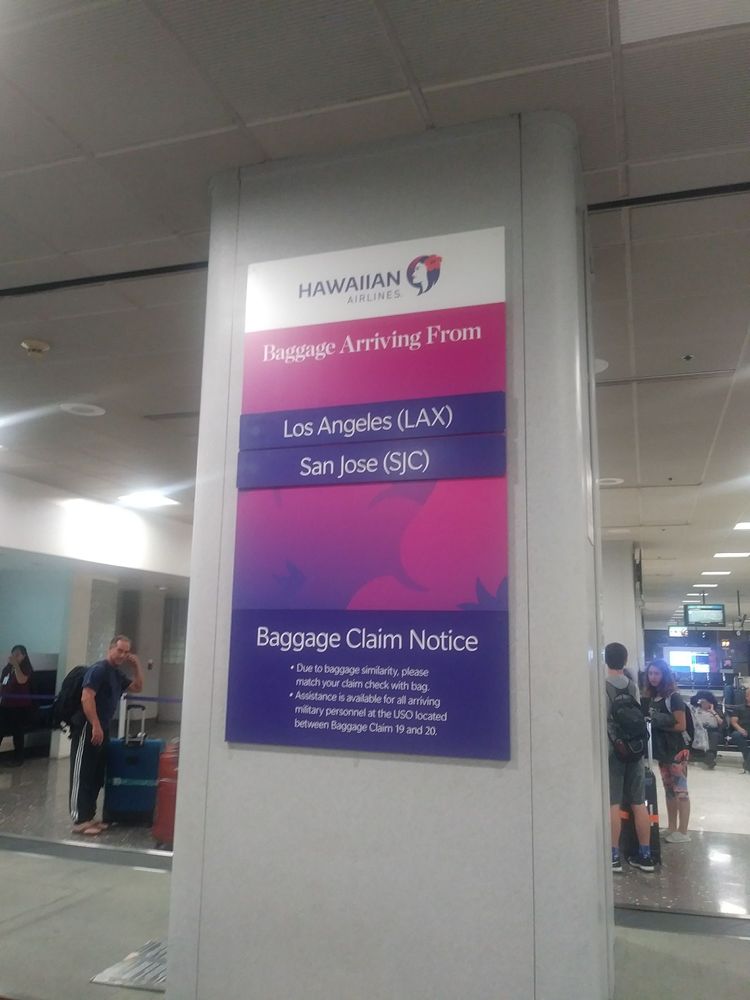 HAWAIIAN
AIRLINES.
Baggage Arriving From
Los Angeles (LAX)
San Jose (SJC)
Baggage Claim Notice
• Due to baggage similarity, please
match your claim check with bag.
• Assistance is available for all arriving
military personnel at the USO located
between Baggage Claim 19 and 20.